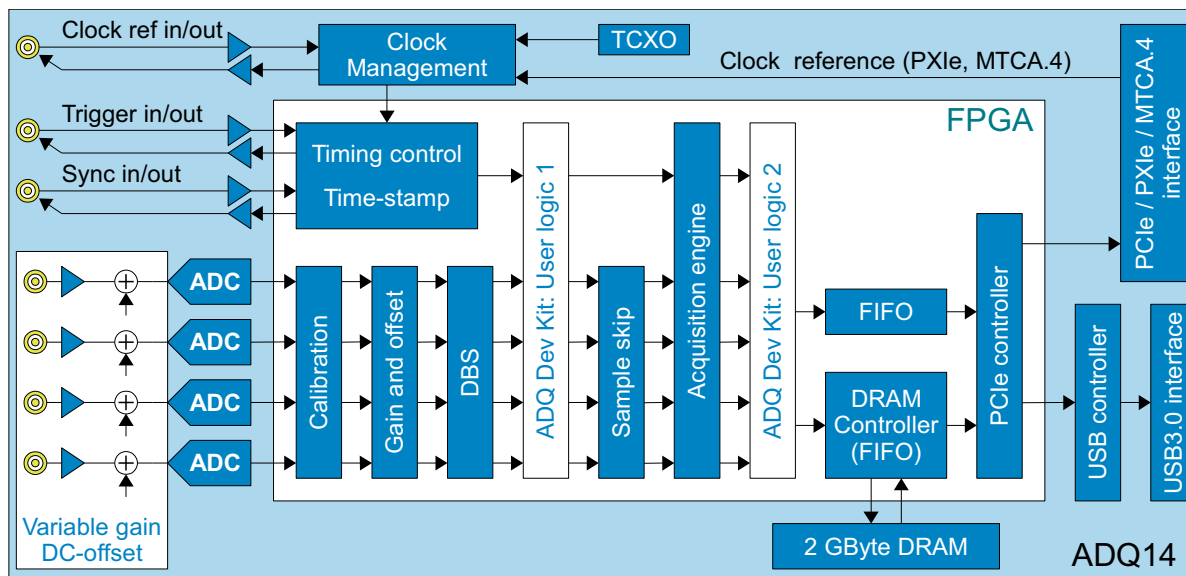 Clock ref in/out
Clock
Management
TCXO
Clock reference (PXIe, MTCA.4)
PCIe / PXIe / MTCA.4
interface
Trigger in/out
Sync in/out
Timing control
Time-stamp
FPGA
ADQ Dev Kit: User logic 1
Acquisition engine
ADQ Dev Kit: User logic 2
ADC
ADC
ADC
ADC
Calibration
Gain and offset
DBS
Sample skip
FIFO
DRAM
Controller
(FIFO)
PCIe controller
USB controller
USB3.0 interface
2 GByte DRAM
Variable gain
DC-offset
ADQ14